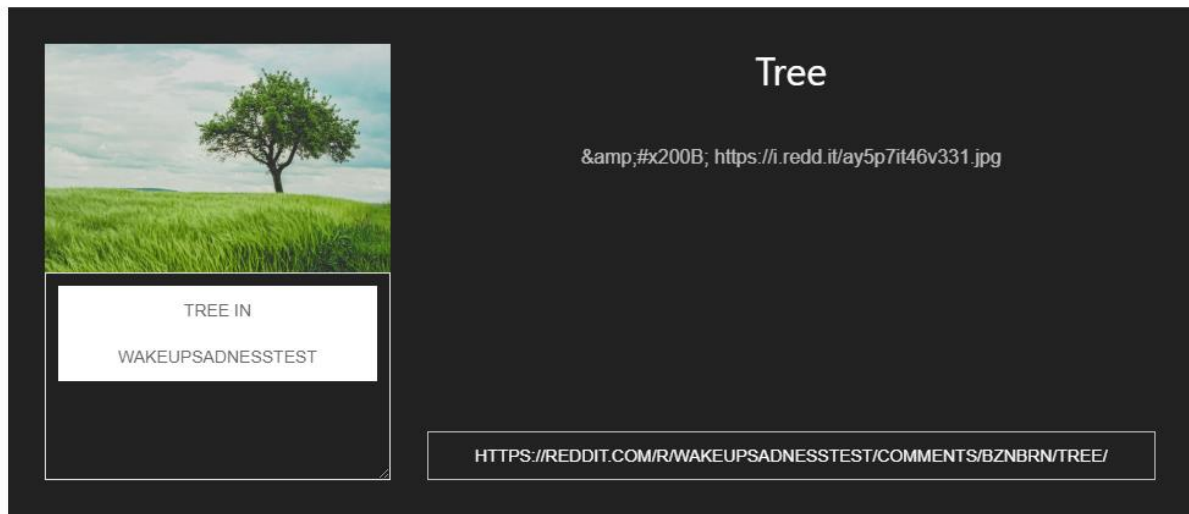 Tree
&amp;#x200B; https://i.redd.it/ay5p7it46v331.jpg
TREE IN
WAKEUPSADNESSTEST
HTTPS://REDDIT.COM/R/WAKEUPSADNESSTEST/COMMENTS/BZNBRN/TREE/